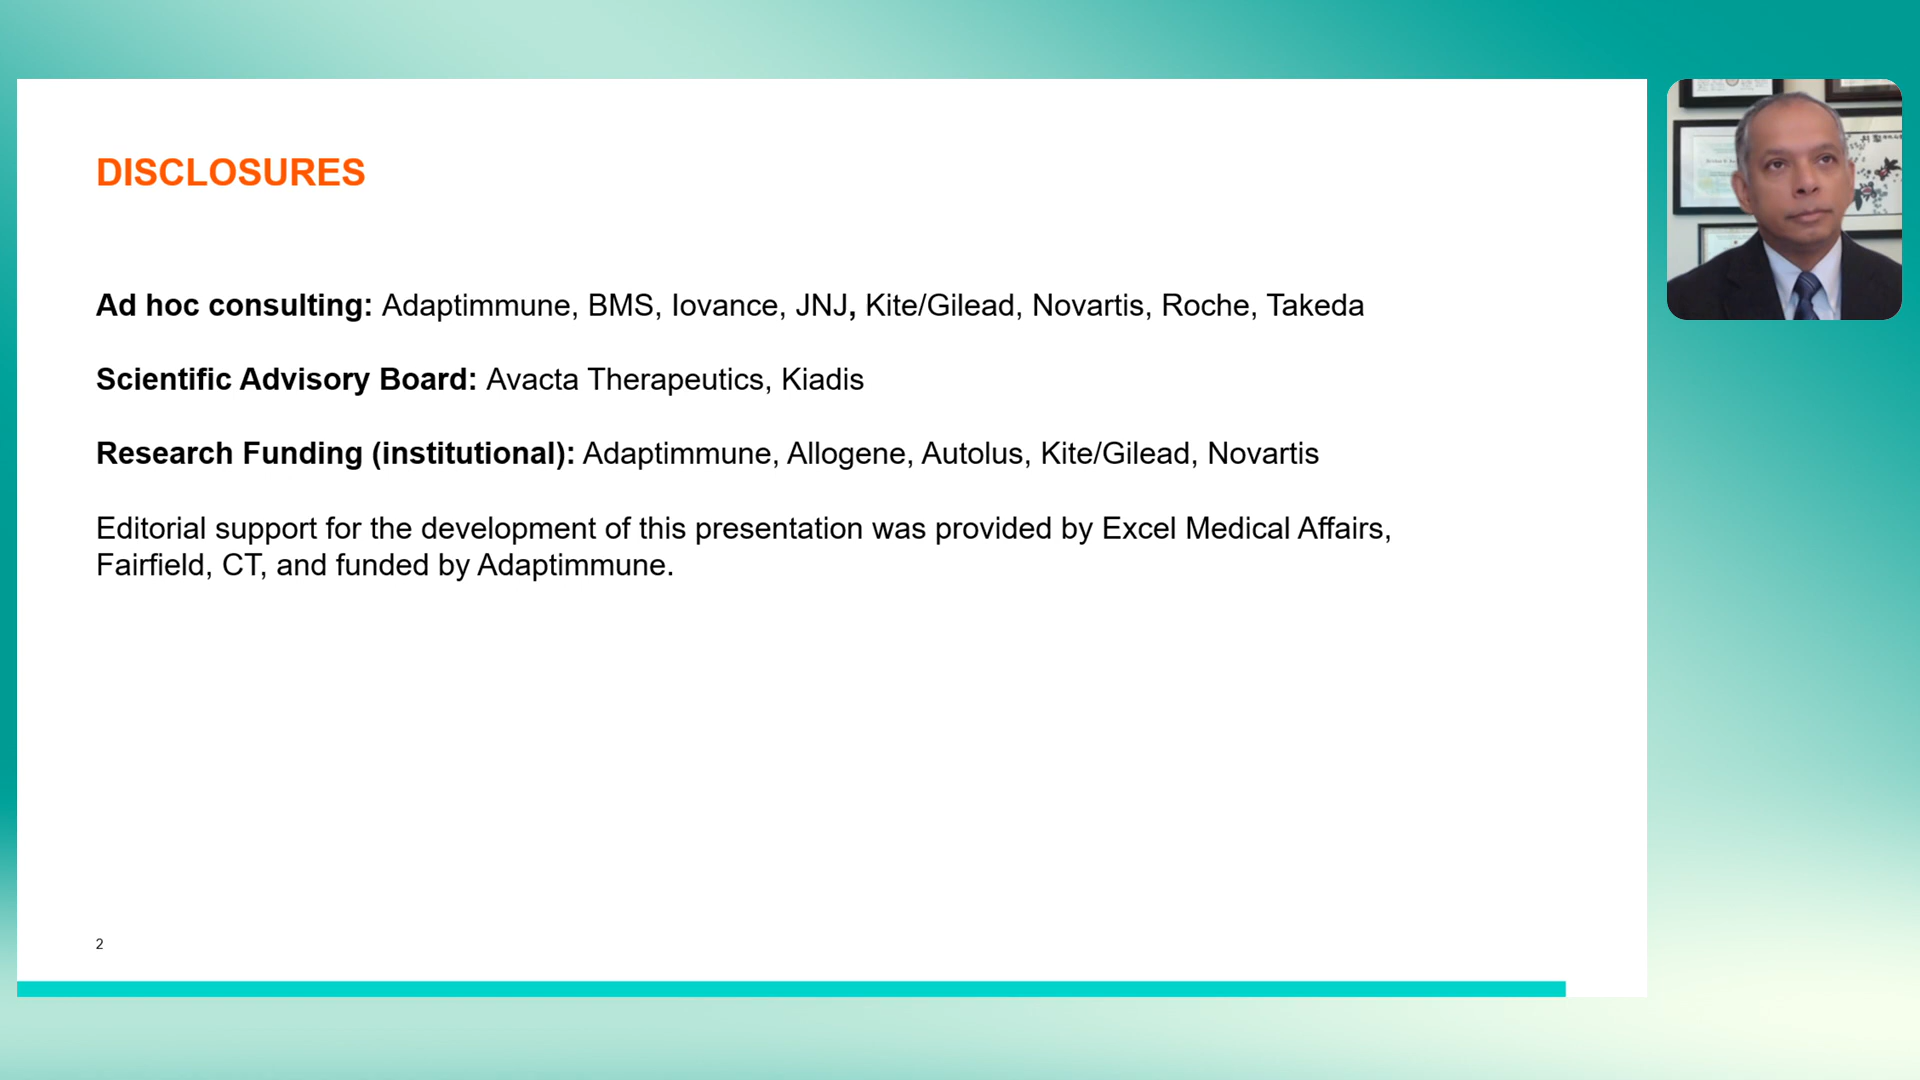 DISCLOSURES
Ad hoc consulting: Adaptimmune, BMS, Iovance, JNJ, Kite/Gilead, Novartis, Roche, Takeda
Scientific Advisory Board: Avacta Therapeutics, Kiadis
Research Funding (institutional): Adaptimmune, Allogene, Autolus, Kite/Gilead, Novartis
Editorial support for the development of this presentation was provided by Excel Medical Affairs,
Fairfield, CT, and funded by Adaptimmune.
2